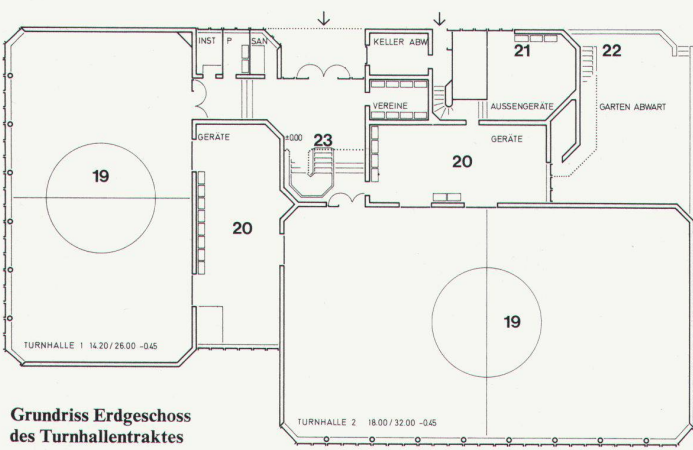 INST P SAN KELLER ABW. 21 22
VEREINE AUSSENGERÄTE GARTEN ABWART
GERÄTE ±0.00 23 GERÄTE
20
19
20
19
TURNHALLE 1 14.20/26.00 -0.45
TURNHALLE 2 18.00/32.00 -0.45
Grundriss Erdgeschoss
des Turnhallentraktes